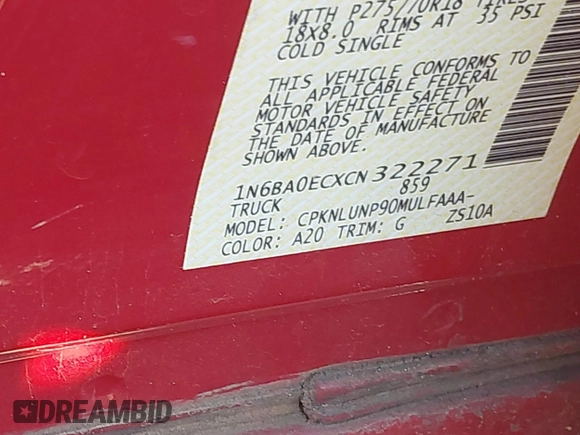 WITH P275/70R18 TIRES
18X8.0 RIMS AT 35 PSI
COLD SINGLE
THIS VEHICLE CONFORMS TO
ALL APPLICABLE FEDERAL
MOTOR VEHICLE SAFETY
STANDARDS IN EFFECT ON
THE DATE OF MANUFACTURE
SHOWN ABOVE.
1N6BA0ECXCN322271
TRUCK 859
MODEL: CPKNLUNP90MULFAAA-
COLOR: A20 TRIM: G ZS10A
DREAMBID